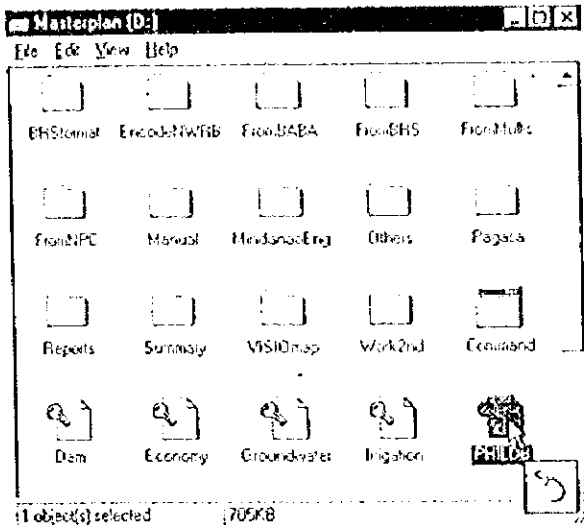 Masterplan (D:)
File Edit View Help
BRSformat EncodeNWRB FromBABA FromBRS
FromNPC Manual MindanaoEng Others Pagasa
Reports Summary VISIOmap Work2nd Command
Dam Economy Groundwater Irrigation PHILDB
1 object(s) selected 705KB